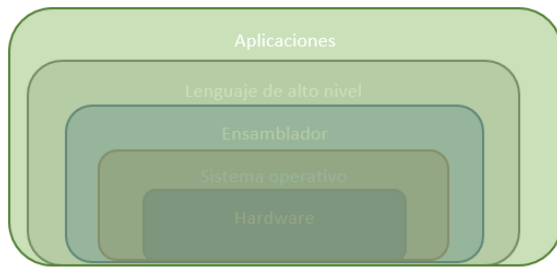 Aplicaciones
Lenguaje de alto nivel
Ensamblador
Sistema operativo
Hardware